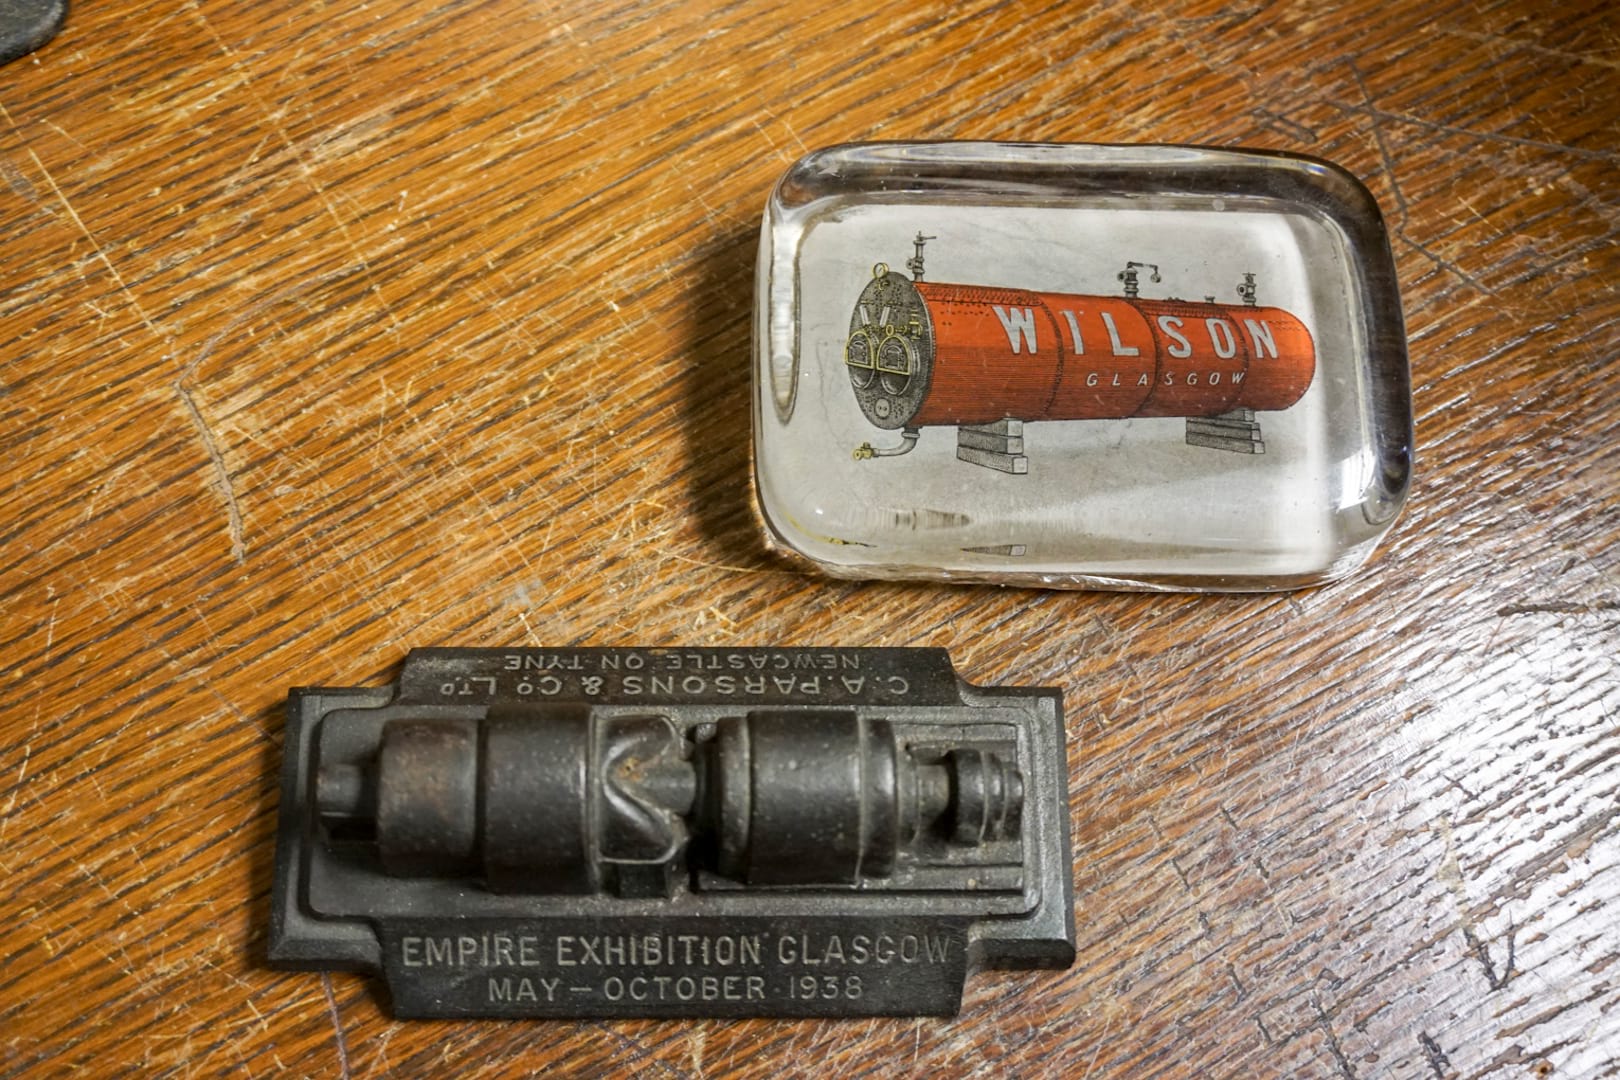 WILSON
GLASGOW
C.A. PARSONS & Cº LTᴰ
NEWCASTLE ON TYNE
EMPIRE EXHIBITION GLASGOW
MAY – OCTOBER · 1938